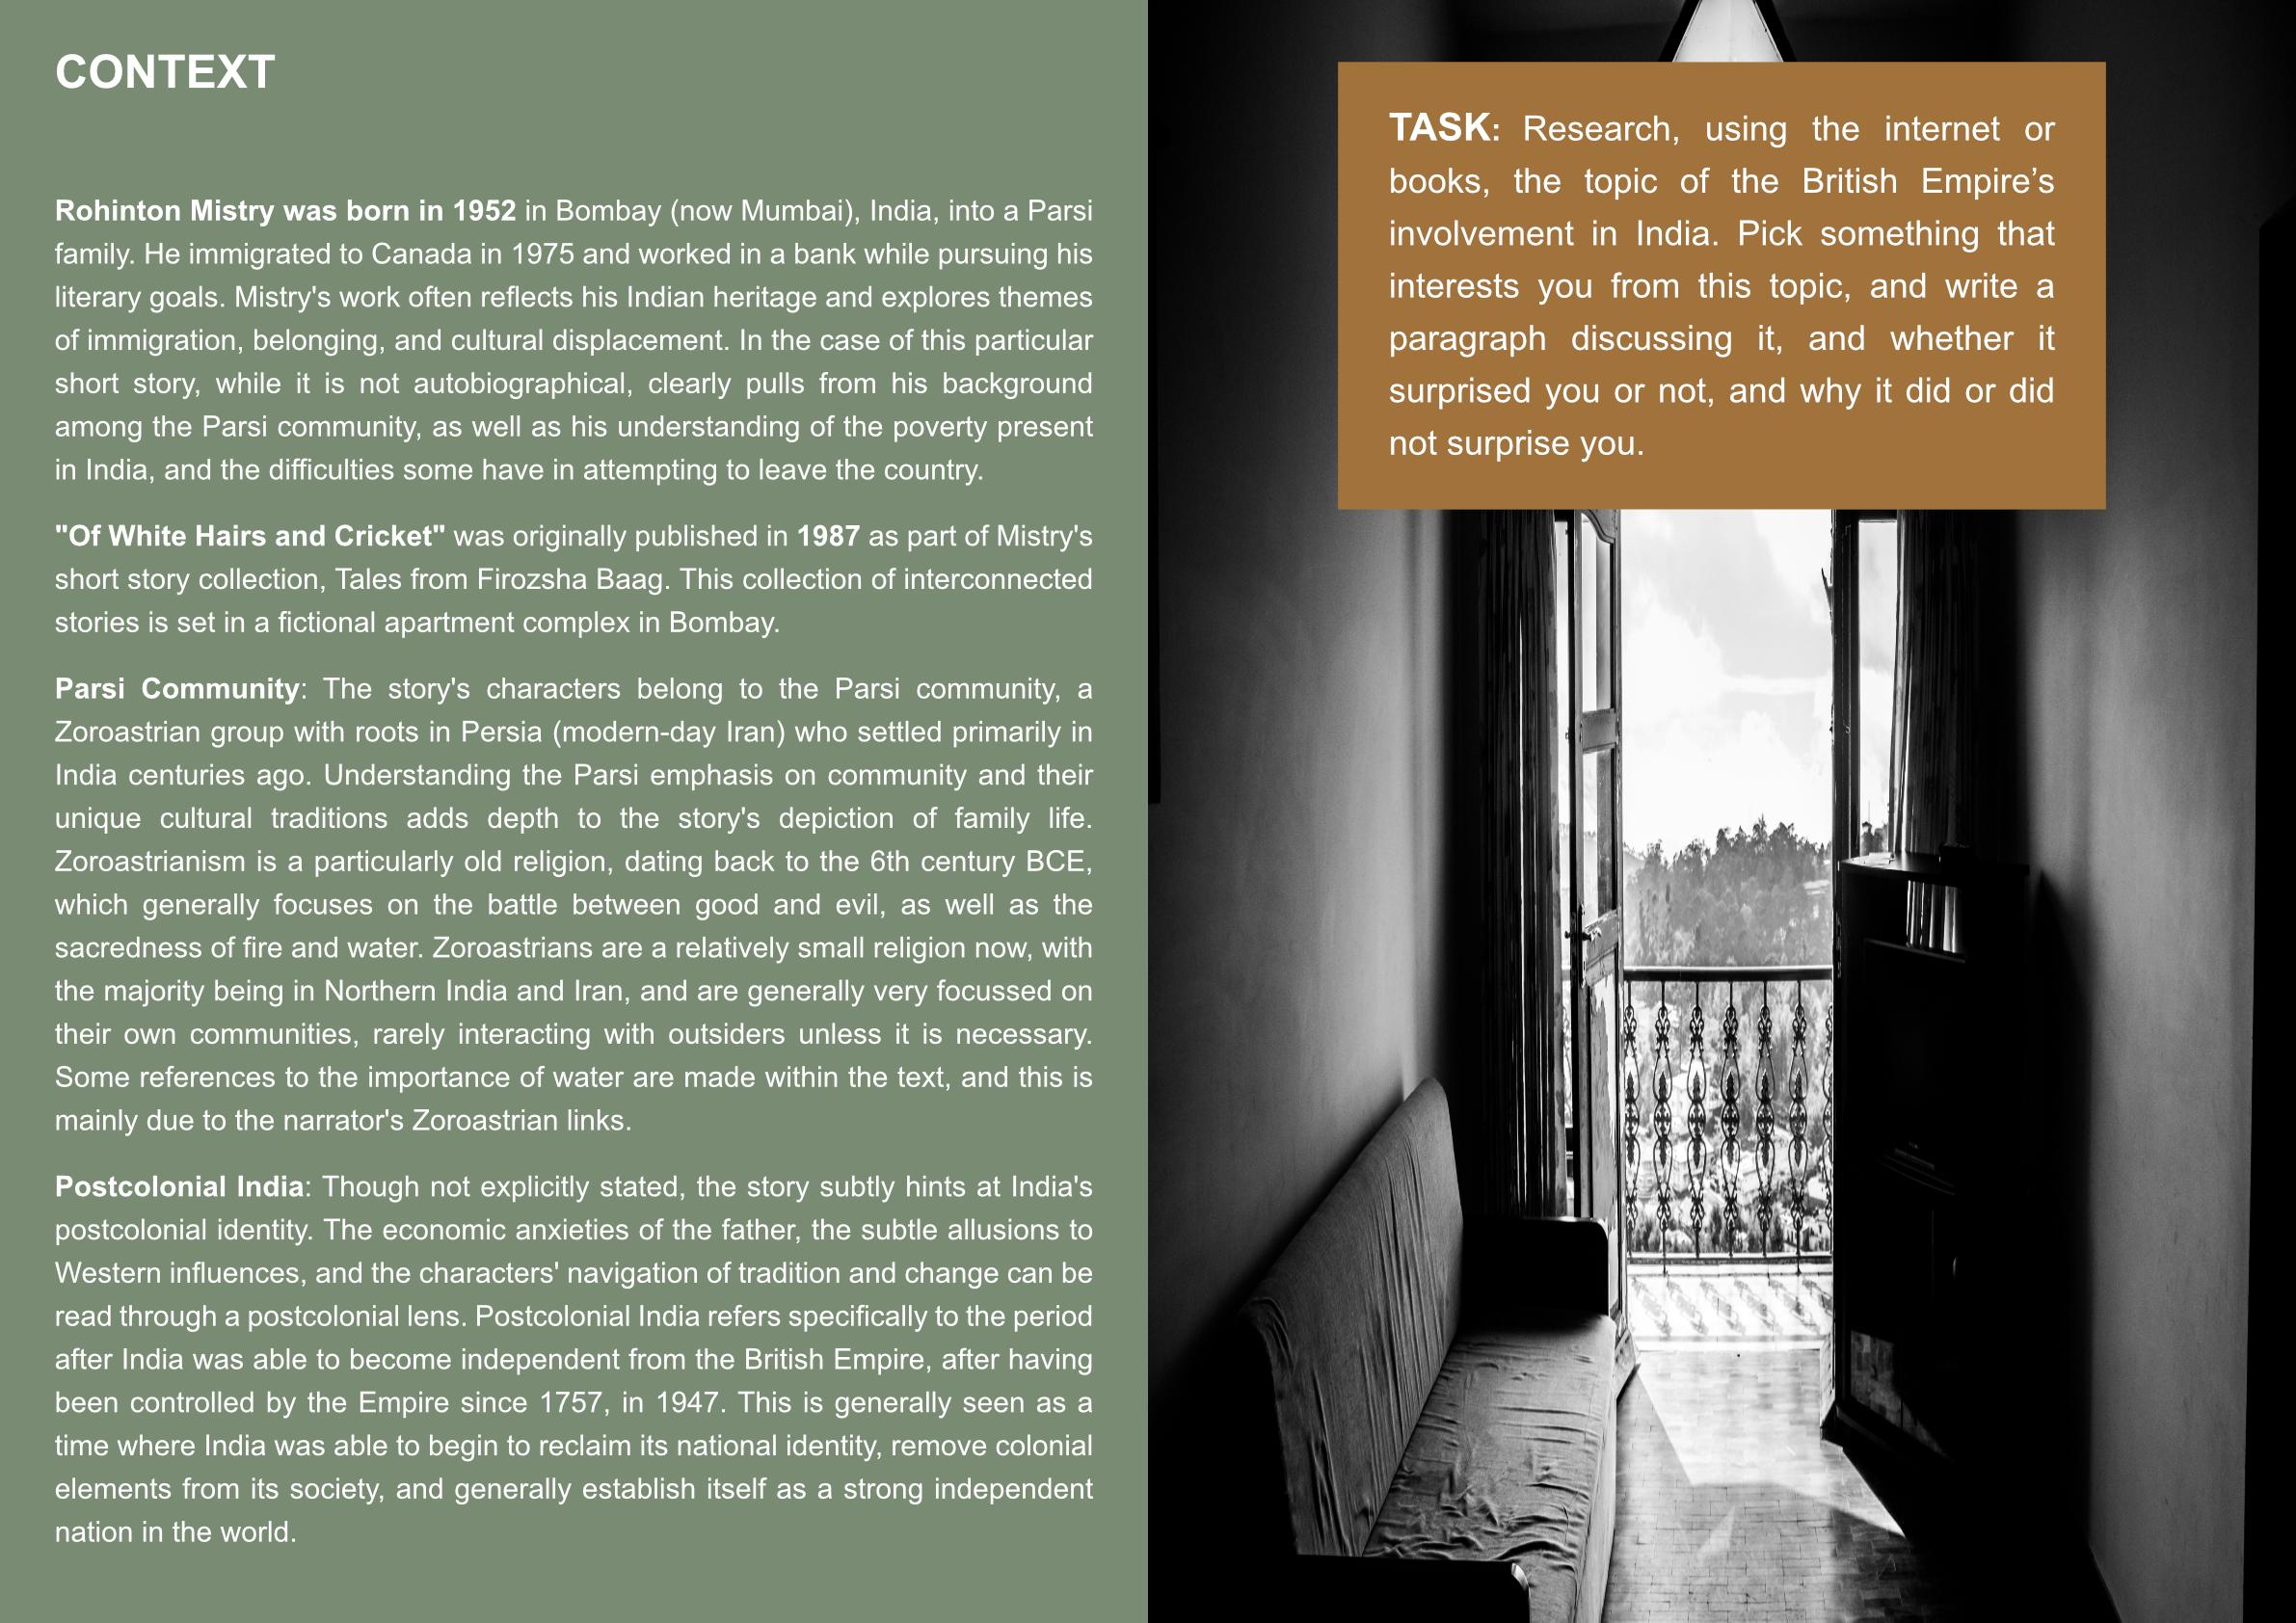 CONTEXT
Rohinton Mistry was born in 1952 in Bombay (now Mumbai), India, into a Parsi
family. He immigrated to Canada in 1975 and worked in a bank while pursuing his
literary goals. Mistry's work often reflects his Indian heritage and explores themes
of immigration, belonging, and cultural displacement. In the case of this particular
short story, while it is not autobiographical, clearly pulls from his background
among the Parsi community, as well as his understanding of the poverty present
in India, and the difficulties some have in attempting to leave the country.
"Of White Hairs and Cricket" was originally published in 1987 as part of Mistry's
short story collection, Tales from Firozsha Baag. This collection of interconnected
stories is set in a fictional apartment complex in Bombay.
Parsi Community: The story's characters belong to the Parsi community, a
Zoroastrian group with roots in Persia (modern-day Iran) who settled primarily in
India centuries ago. Understanding the Parsi emphasis on community and their
unique cultural traditions adds depth to the story's depiction of family life.
Zoroastrianism is a particularly old religion, dating back to the 6th century BCE,
which generally focuses on the battle between good and evil, as well as the
sacredness of fire and water. Zoroastrians are a relatively small religion now, with
the majority being in Northern India and Iran, and are generally very focussed on
their own communities, rarely interacting with outsiders unless it is necessary.
Some references to the importance of water are made within the text, and this is
mainly due to the narrator's Zoroastrian links.
Postcolonial India: Though not explicitly stated, the story subtly hints at India's
postcolonial identity. The economic anxieties of the father, the subtle allusions to
Western influences, and the characters' navigation of tradition and change can be
read through a postcolonial lens. Postcolonial India refers specifically to the period
after India was able to become independent from the British Empire, after having
been controlled by the Empire since 1757, in 1947. This is generally seen as a
time where India was able to begin to reclaim its national identity, remove colonial
elements from its society, and generally establish itself as a strong independent
nation in the world.
TASK: Research, using the internet or
books, the topic of the British Empire’s
involvement in India. Pick something that
interests you from this topic, and write a
paragraph discussing it, and whether it
surprised you or not, and why it did or did
not surprise you.